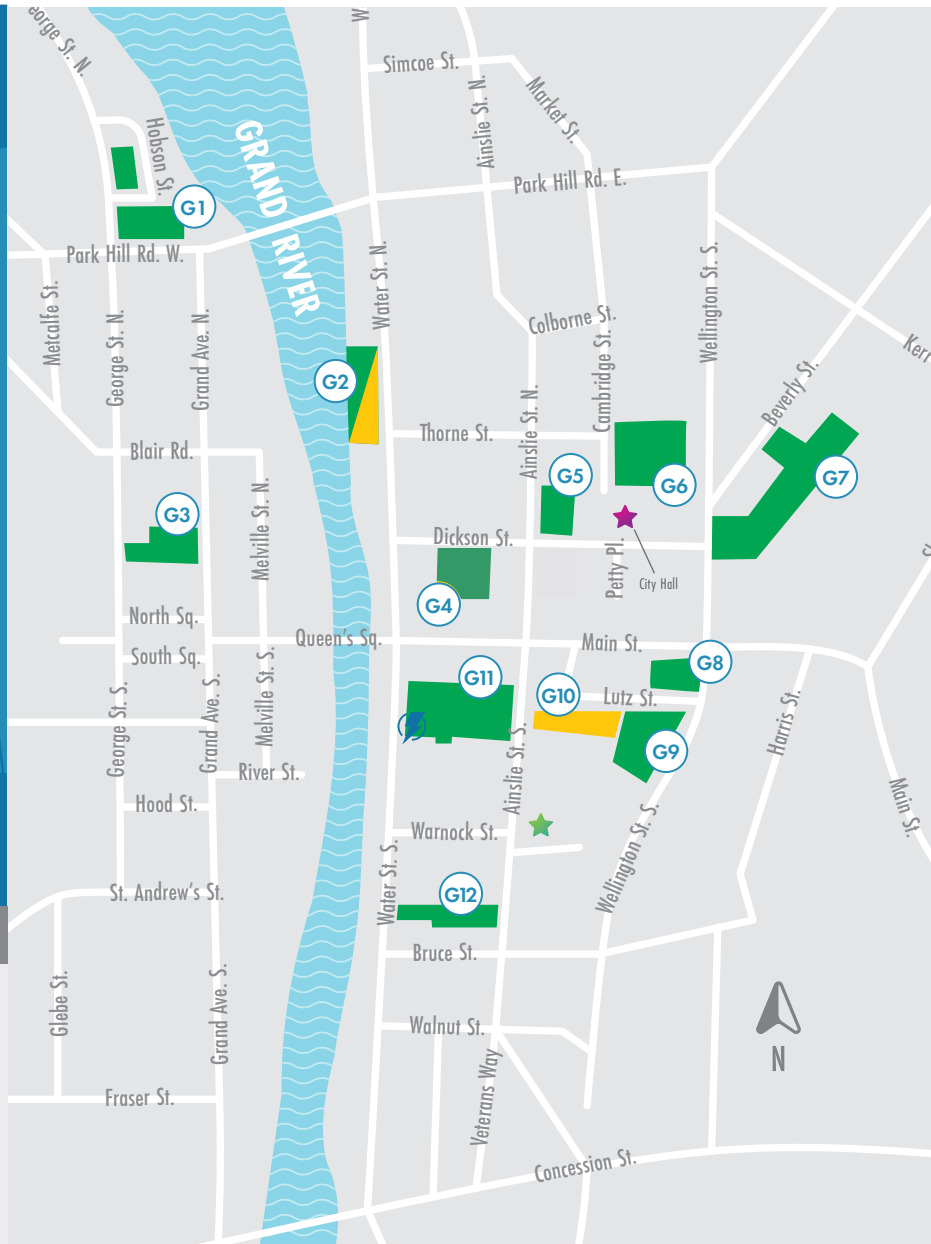 eorge St. N.
W
Simcoe St.
Market St.
Ainslie St. N.
Hobson St.
GRAND RIVER
Park Hill Rd. E.
G1
Park Hill Rd. W.
Metcalfe St.
George St. N.
Grand Ave. N.
Water St. N.
Wellington St. S.
Colborne St.
Cambridge St.
Kerr
G2
Beverly St.
Thorne St.
Ainslie St. N.
Blair Rd.
G5
G6
G7
G3
Melville St. N.
Dickson St.
Petty Pl.
City Hall
G4
North Sq.
Queen's Sq.
Main St.
South Sq.
G11
G8
G10
Lutz St.
George St. S.
Grand Ave. S.
Melville St. S.
Harris St.
G9
Ainslie St. S.
River St.
Hood St.
Main St.
Warnock St.
Water St. S.
Wellington St. S.
St. Andrew's St.
G12
Bruce St.
Glebe St.
Grand Ave. S.
Walnut St.
N
Veterans Way
Fraser St.
Concession St.